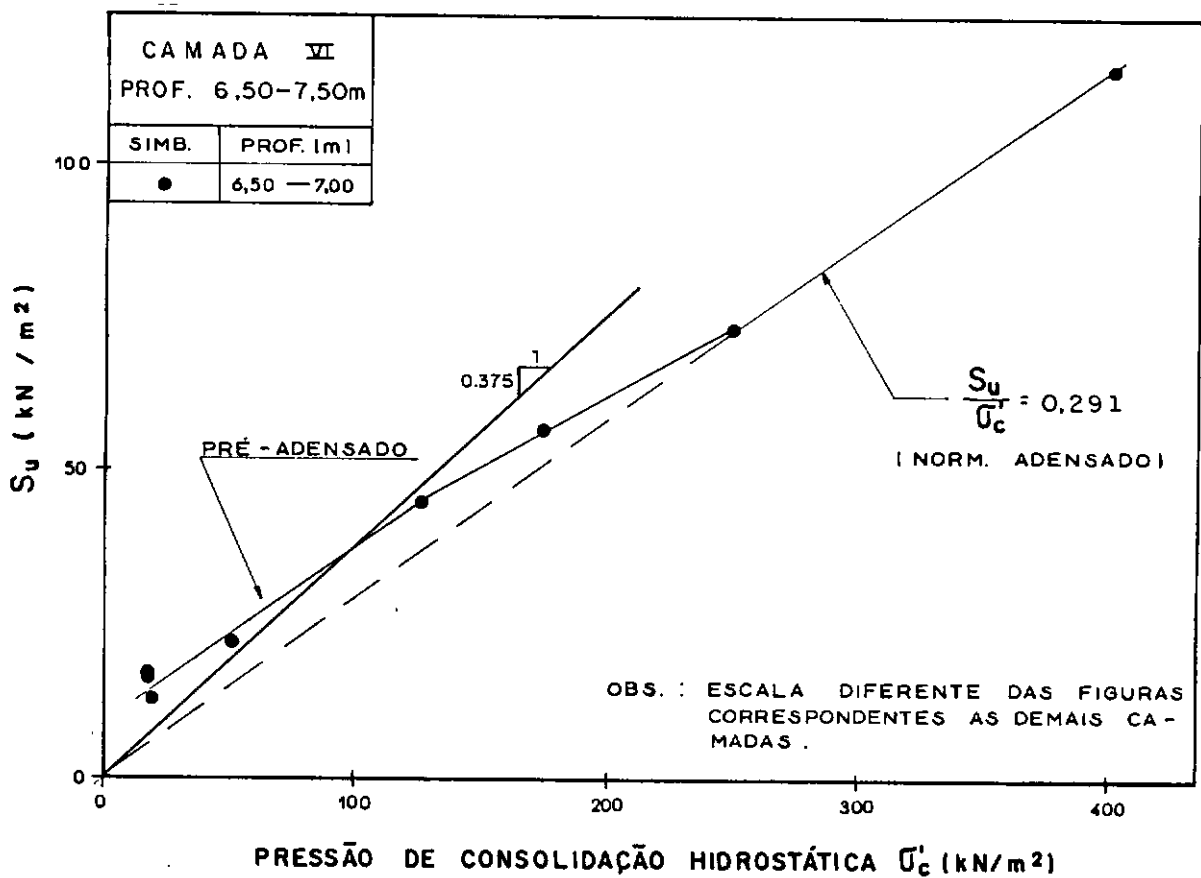 CAMADA VI
PROF. 6,50-7,50m
SIMB. PROF. (m)
● 6,50 — 7,00
100
50
0
Su (kN / m²)
1
0.375
PRÉ-ADENSADO
Su / σ'c = 0,291
(NORM. ADENSADO)
OBS. : ESCALA DIFERENTE DAS FIGURAS
CORRESPONDENTES AS DEMAIS CA-
MADAS.
0 100 200 300 400
PRESSÃO DE CONSOLIDAÇÃO HIDROSTÁTICA σ'c (kN/m²)